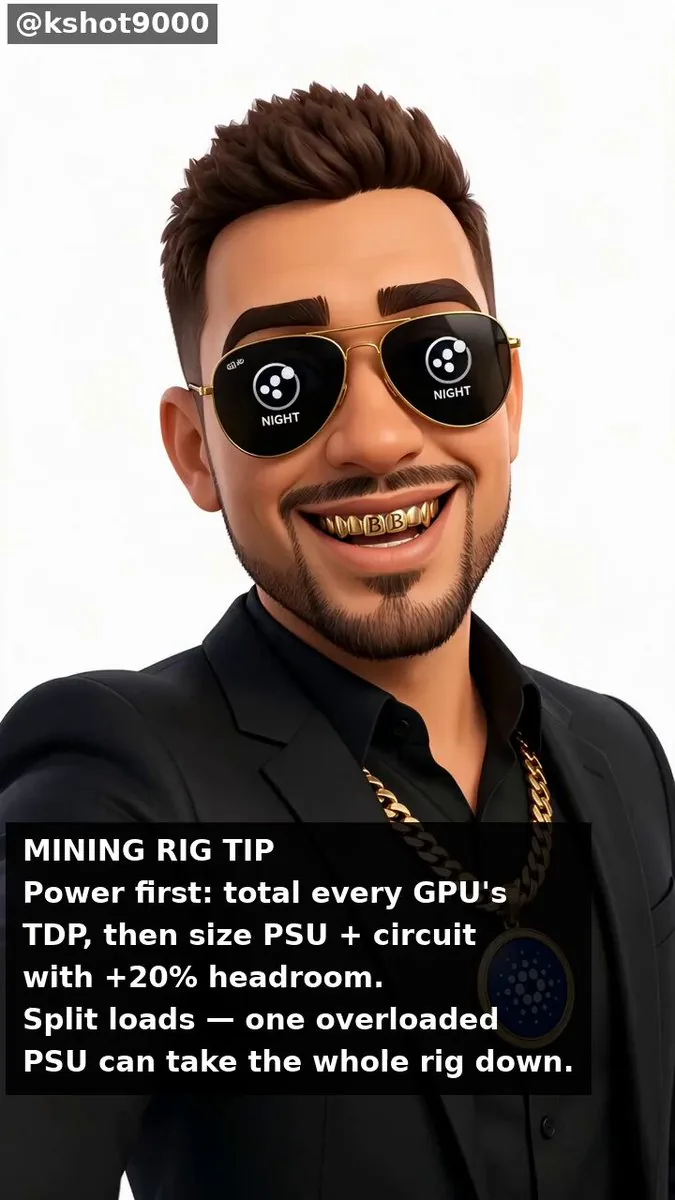 @kshot9000
NIGHT
NIGHT
B B
MINING RIG TIP
Power first: total every GPU's
TDP, then size PSU + circuit
with +20% headroom.
Split loads — one overloaded
PSU can take the whole rig down.